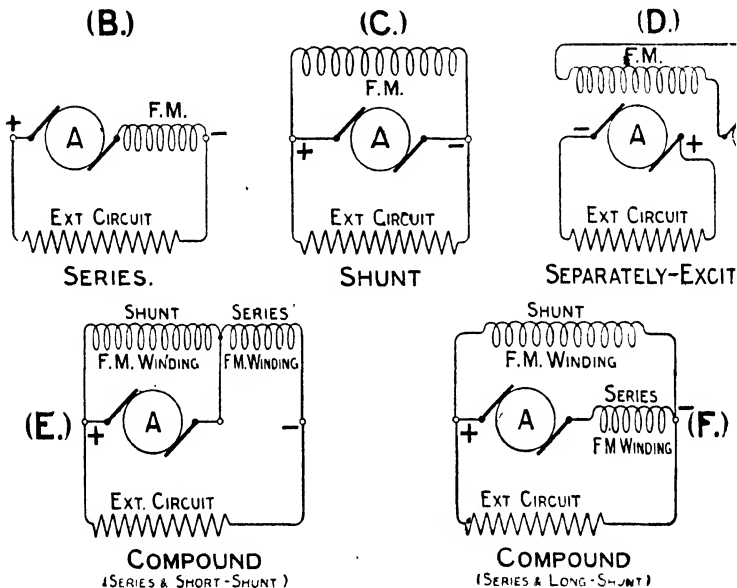 (B.)
F.M.
+
A
-
EXT CIRCUIT
SERIES.
(C.)
F.M.
+
A
-
EXT CIRCUIT
SHUNT
(D.)
F.M.
-
A
+
EXT CIRCUIT
SEPARATELY-EXCIT
(E.)
SHUNT
SERIES
F.M. WINDING
F.M. WINDING
+
A
-
EXT. CIRCUIT
COMPOUND
(SERIES & SHORT-SHUNT)
(F.)
SHUNT
F.M. WINDING
SERIES
+
A
-
FM WINDING
EXT CIRCUIT
COMPOUND
(SERIES & LONG-SHUNT)